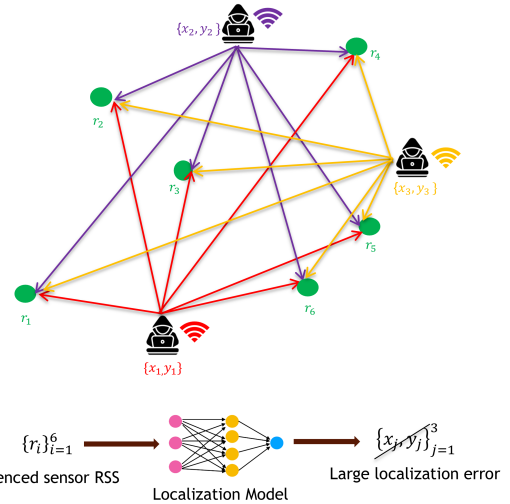 {x₂, y₂ }
r₄
r₂
r₃
{x₃, y₃ }
r₅
r₁
r₆
{x₁,y₁}
{rᵢ}⁶ᵢ₌₁
{xⱼ, yⱼ}³ⱼ₌₁
enced sensor RSS
Large localization error
Localization Model